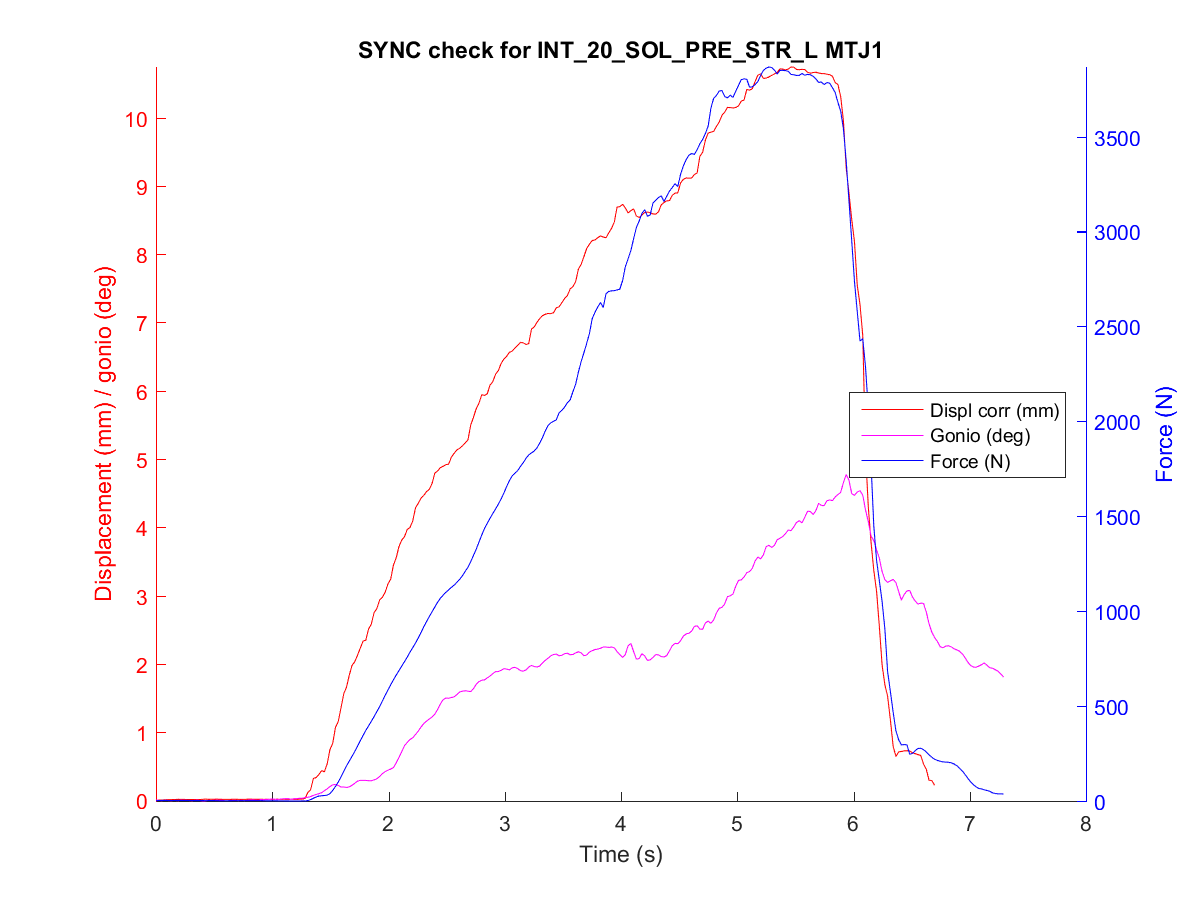 SYNC check for INT_20_SOL_PRE_STR_L MTJ1
10
9
8
7
6
5
4
3
2
1
0
Displacement (mm) / gonio (deg)
3500
3000
2500
2000
1500
1000
500
0
Force (N)
Displ corr (mm)
Gonio (deg)
Force (N)
0 1 2 3 4 5 6 7 8
Time (s)